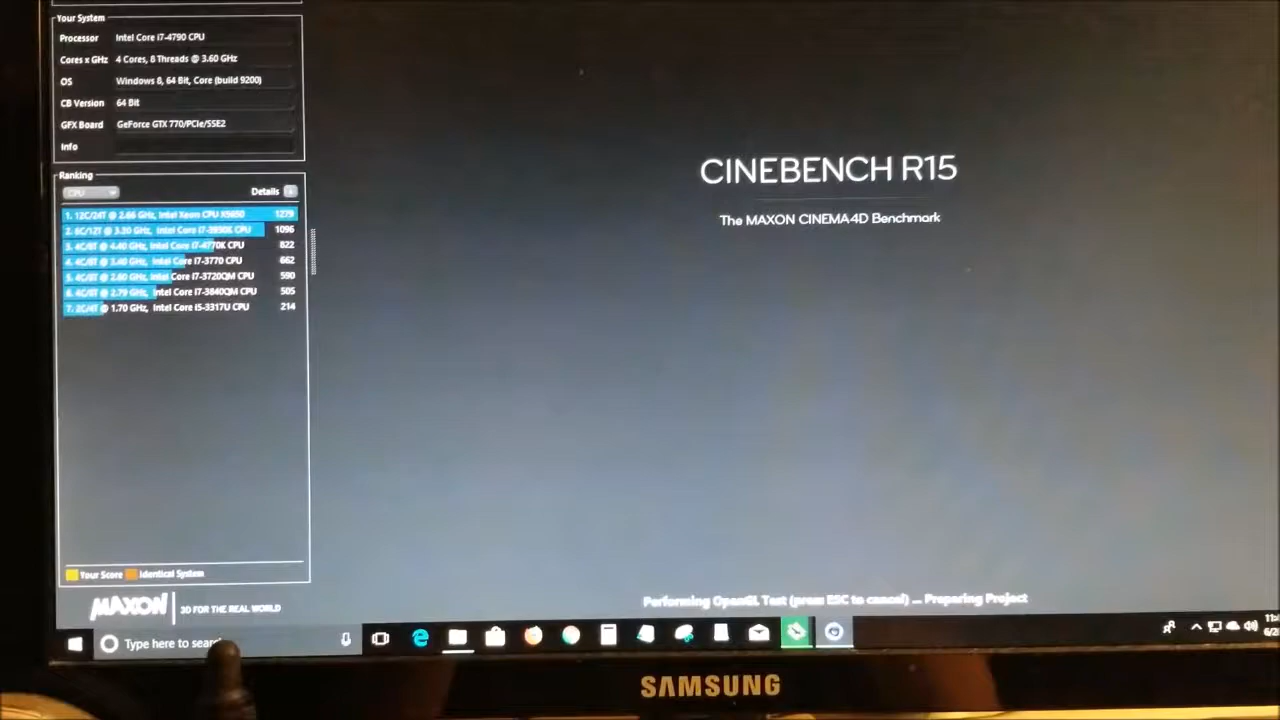 Your System
Processor Intel Core i7-4790 CPU
Cores x GHz 4 Cores, 8 Threads @ 3.60 GHz
OS Windows 8, 64 Bit, Core (build 9200)
CB Version 64 Bit
GFX Board GeForce GTX 770/PCIe/SSE2
Info
Ranking
CPU Details
1. 12C/24T @ 2.66 GHz, Intel Xeon CPU X5650 1279
2. 6C/12T @ 3.30 GHz, Intel Core i7-3930K CPU 1096
3. 4C/8T @ 4.40 GHz, Intel Core i7-4770K CPU 822
4. 4C/8T @ 3.40 GHz, Intel Core i7-3770 CPU 662
5. 4C/8T @ 2.60 GHz, Intel Core i7-3720QM CPU 590
6. 4C/8T @ 2.79 GHz, Intel Core i7-3840QM CPU 505
7. 2C/4T @ 1.70 GHz, Intel Core i5-3317U CPU 214
CINEBENCH R15
The MAXON CINEMA4D Benchmark
Your Score Identical System
MAXON 3D FOR THE REAL WORLD
Performing OpenGL Test (press ESC to cancel) ... Preparing Project
Type here to search
SAMSUNG